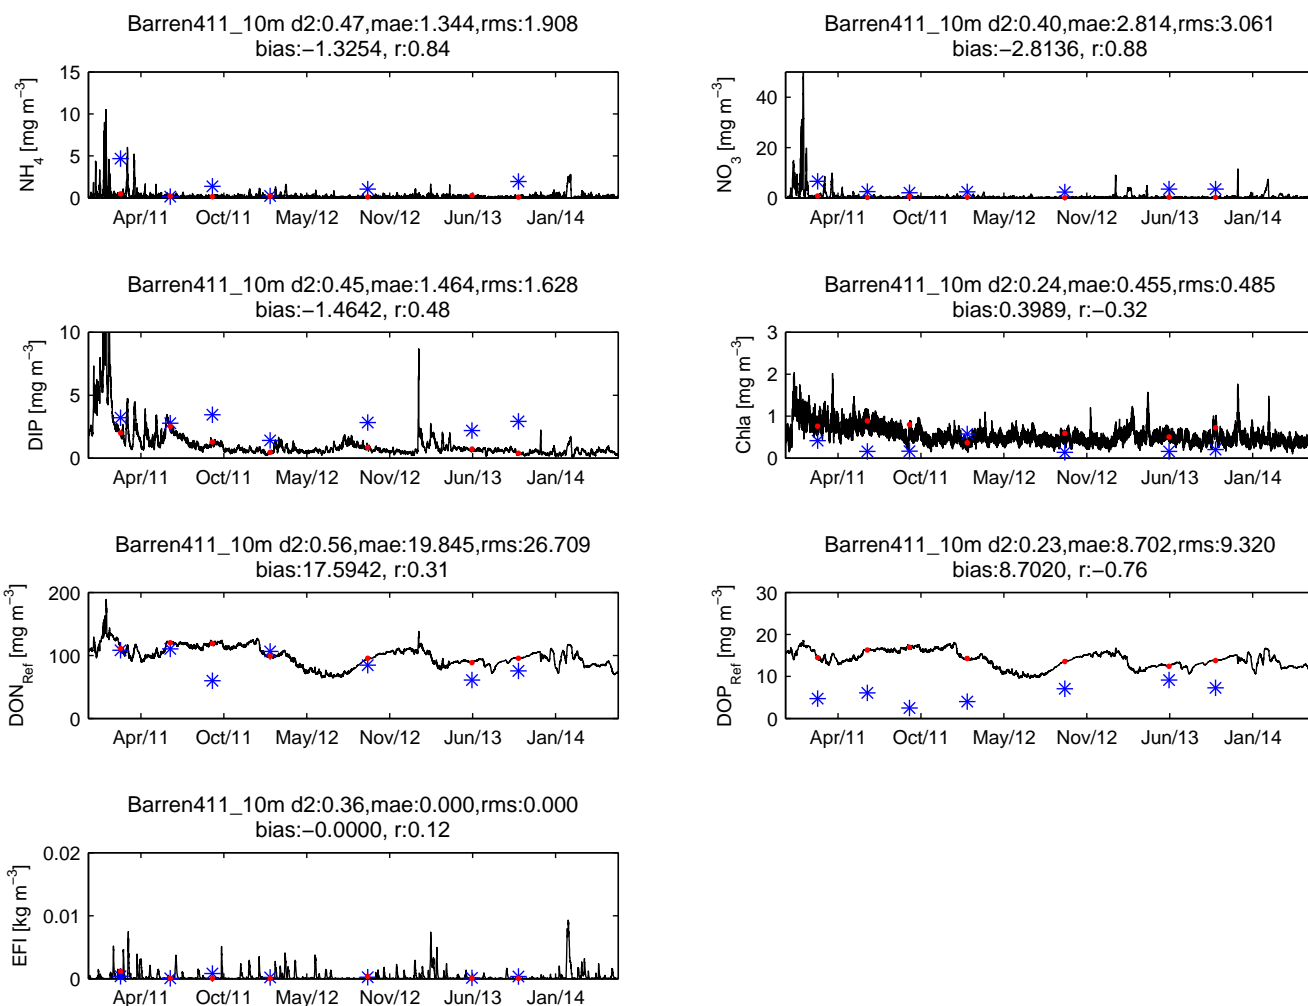 Barren411_10m d2:0.47,mae:1.344,rms:1.908
bias:−1.3254, r:0.84
NH4 [mg m−3]
15
10
5
0
Apr/11 Oct/11 May/12 Nov/12 Jun/13 Jan/14
Barren411_10m d2:0.40,mae:2.814,rms:3.061
bias:−2.8136, r:0.88
NO3 [mg m−3]
40
20
0
Apr/11 Oct/11 May/12 Nov/12 Jun/13 Jan/14
Barren411_10m d2:0.45,mae:1.464,rms:1.628
bias:−1.4642, r:0.48
DIP [mg m−3]
10
5
0
Apr/11 Oct/11 May/12 Nov/12 Jun/13 Jan/14
Barren411_10m d2:0.24,mae:0.455,rms:0.485
bias:0.3989, r:−0.32
Chla [mg m−3]
3
2
1
0
Apr/11 Oct/11 May/12 Nov/12 Jun/13 Jan/14
Barren411_10m d2:0.56,mae:19.845,rms:26.709
bias:17.5942, r:0.31
DONRef [mg m−3]
200
100
0
Apr/11 Oct/11 May/12 Nov/12 Jun/13 Jan/14
Barren411_10m d2:0.23,mae:8.702,rms:9.320
bias:8.7020, r:−0.76
DOPRef [mg m−3]
30
20
10
0
Apr/11 Oct/11 May/12 Nov/12 Jun/13 Jan/14
Barren411_10m d2:0.36,mae:0.000,rms:0.000
bias:−0.0000, r:0.12
EFI [kg m−3]
0.02
0.01
0
Apr/11 Oct/11 May/12 Nov/12 Jun/13 Jan/14